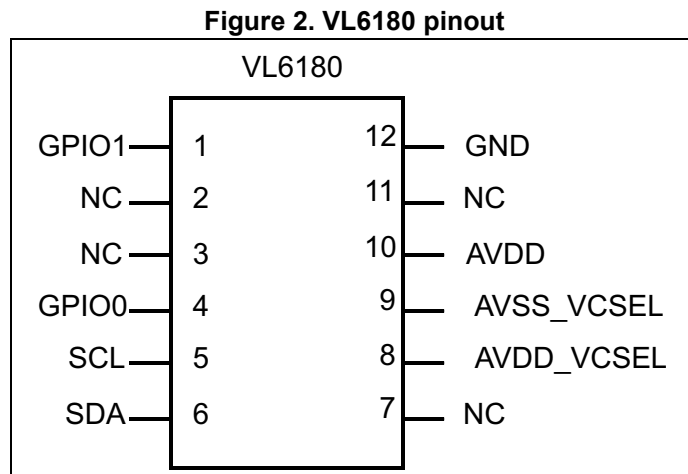 Figure 2. VL6180 pinout
VL6180
GPIO1 1 12 GND
NC 2 11 NC
NC 3 10 AVDD
GPIO0 4 9 AVSS_VCSEL
SCL 5 8 AVDD_VCSEL
SDA 6 7 NC